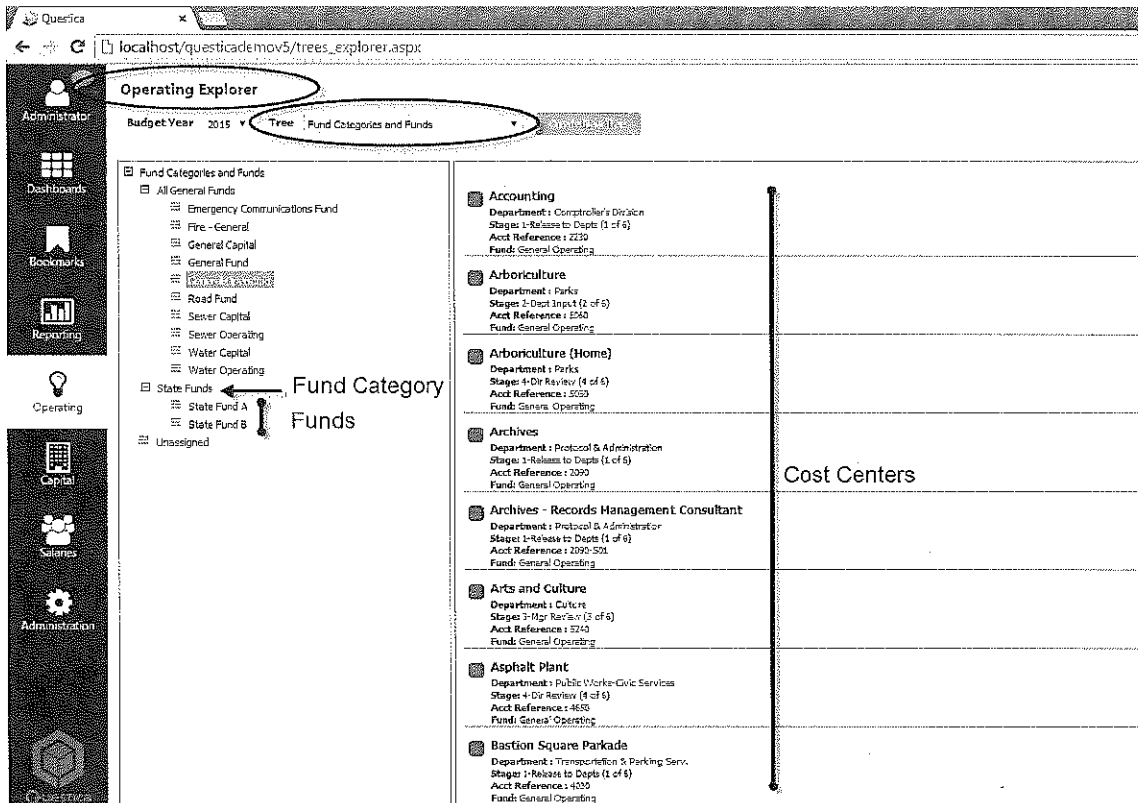 Questica
localhost/questicademov5/trees_explorer.aspx
Administrator
Operating Explorer
Budget Year 2015 Tree Fund Categories and Funds
Dashboards
Bookmarks
Reporting
Operating
Capital
Salaries
Administration
Questica
Fund Categories and Funds
All General Funds
Emergency Communications Fund
Fire - General
General Capital
General Fund
Road Fund
Sewer Capital
Sewer Operating
Water Capital
Water Operating
State Funds
State Fund A
State Fund B
Unassigned
Fund Category
Funds
Accounting
Department : Comptroller's Division
Stage: 1-Release to Depts (1 of 6)
Acct Reference : 2230
Fund: General Operating
Arboriculture
Department : Parks
Stage: 2-Dept Input (2 of 6)
Acct Reference : 5060
Fund: General Operating
Arboriculture (Home)
Department : Parks
Stage: 4-Dir Review (4 of 6)
Acct Reference : 5050
Fund: General Operating
Archives
Department : Protocol & Administration
Stage: 1-Release to Depts (1 of 6)
Acct Reference : 2090
Fund: General Operating
Archives - Records Management Consultant
Department : Protocol & Administration
Stage: 1-Release to Depts (1 of 6)
Acct Reference : 2090-501
Fund: General Operating
Arts and Culture
Department : Culture
Stage: 3-Mgr Review (3 of 6)
Acct Reference : 5240
Fund: General Operating
Asphalt Plant
Department : Public Works-Civic Services
Stage: 4-Dir Review (4 of 6)
Acct Reference : 4650
Fund: General Operating
Bastion Square Parkade
Department : Transportation & Parking Serv.
Stage: 1-Release to Depts (1 of 6)
Acct Reference : 4020
Fund: General Operating
Cost Centers